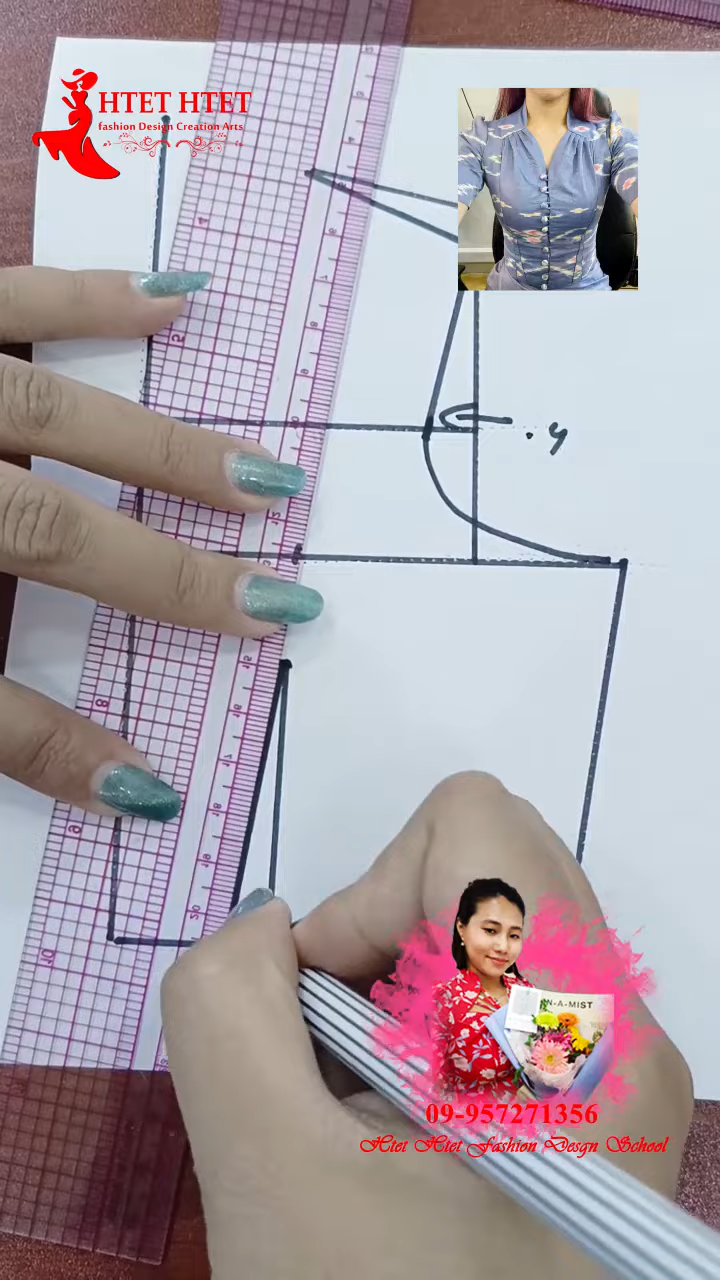 HTET HTET
fashion Design Creation Arts
. y
N-A-MIST
09-957271356
Htet Htet Fashion Desgn School